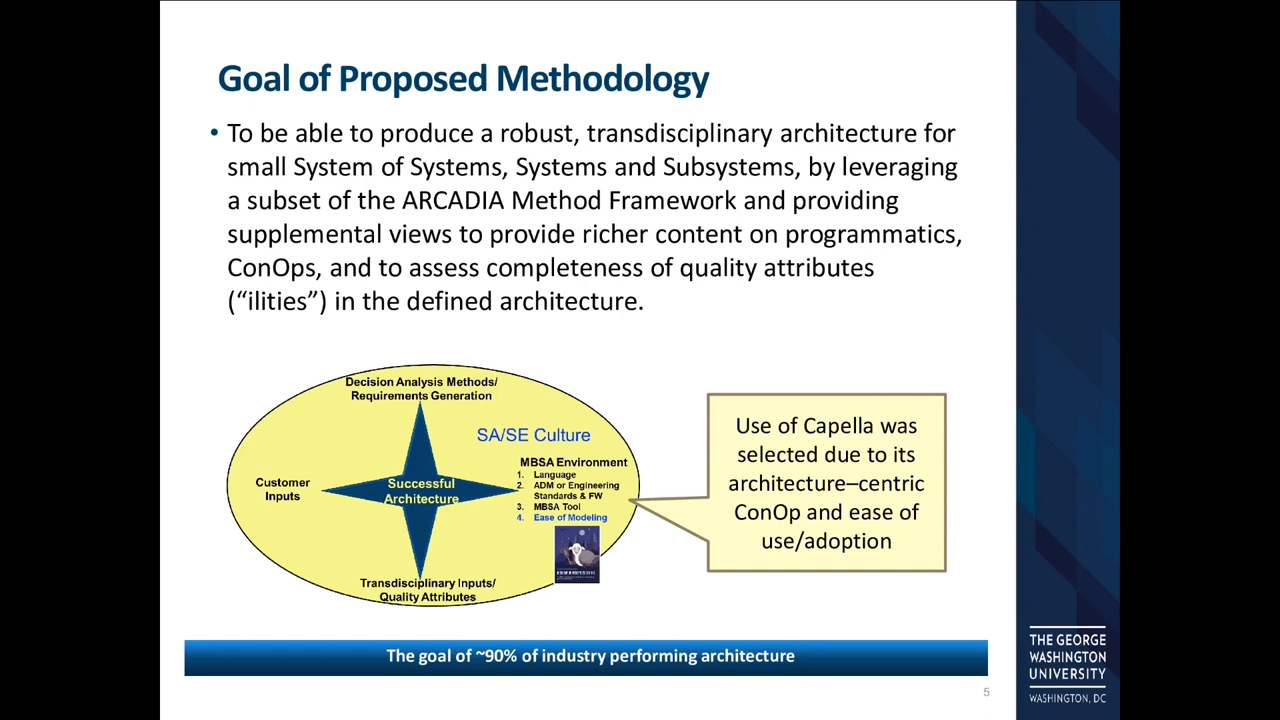 Goal of Proposed Methodology
• To be able to produce a robust, transdisciplinary architecture for
small System of Systems, Systems and Subsystems, by leveraging
a subset of the ARCADIA Method Framework and providing
supplemental views to provide richer content on programmatics,
ConOps, and to assess completeness of quality attributes
(“ilities”) in the defined architecture.
Decision Analysis Methods/
Requirements Generation
SA/SE Culture
Customer
Inputs
Successful
Architecture
MBSA Environment
1. Language
2. ADM or Engineering
Standards & FW
3. MBSA Tool
4. Ease of Modeling
Transdisciplinary Inputs/
Quality Attributes
Use of Capella was
selected due to its
architecture–centric
ConOp and ease of
use/adoption
The goal of ~90% of industry performing architecture
5
THE GEORGE
WASHINGTON
UNIVERSITY
WASHINGTON, DC